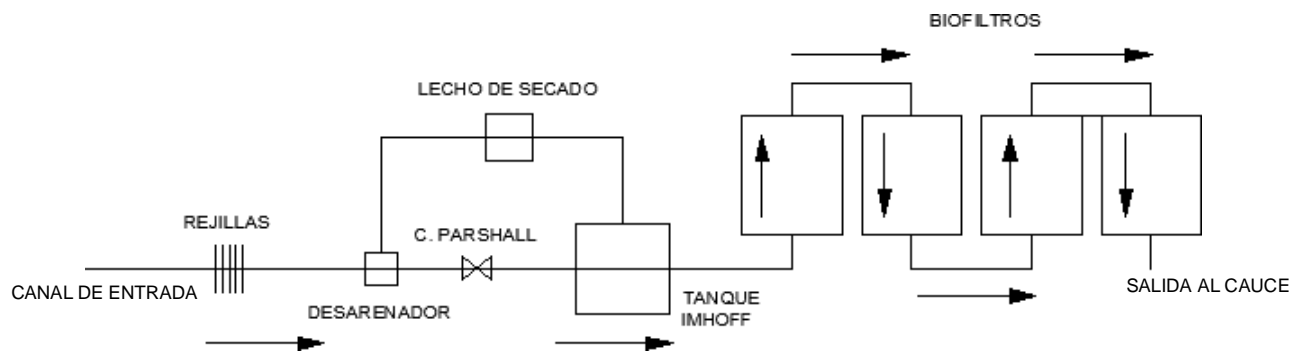 BIOFILTROS
LECHO DE SECADO
REJILLAS
C. PARSHALL
CANAL DE ENTRADA
DESARENADOR
TANQUE
IMHOFF
SALIDA AL CAUCE